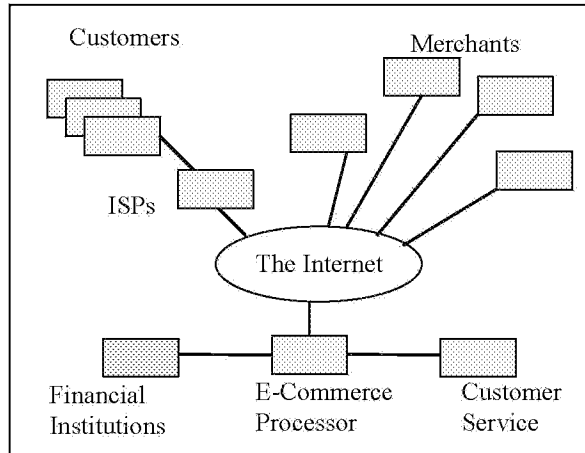 Customers
Merchants
ISPs
The Internet
Financial
Institutions
E-Commerce
Processor
Customer
Service